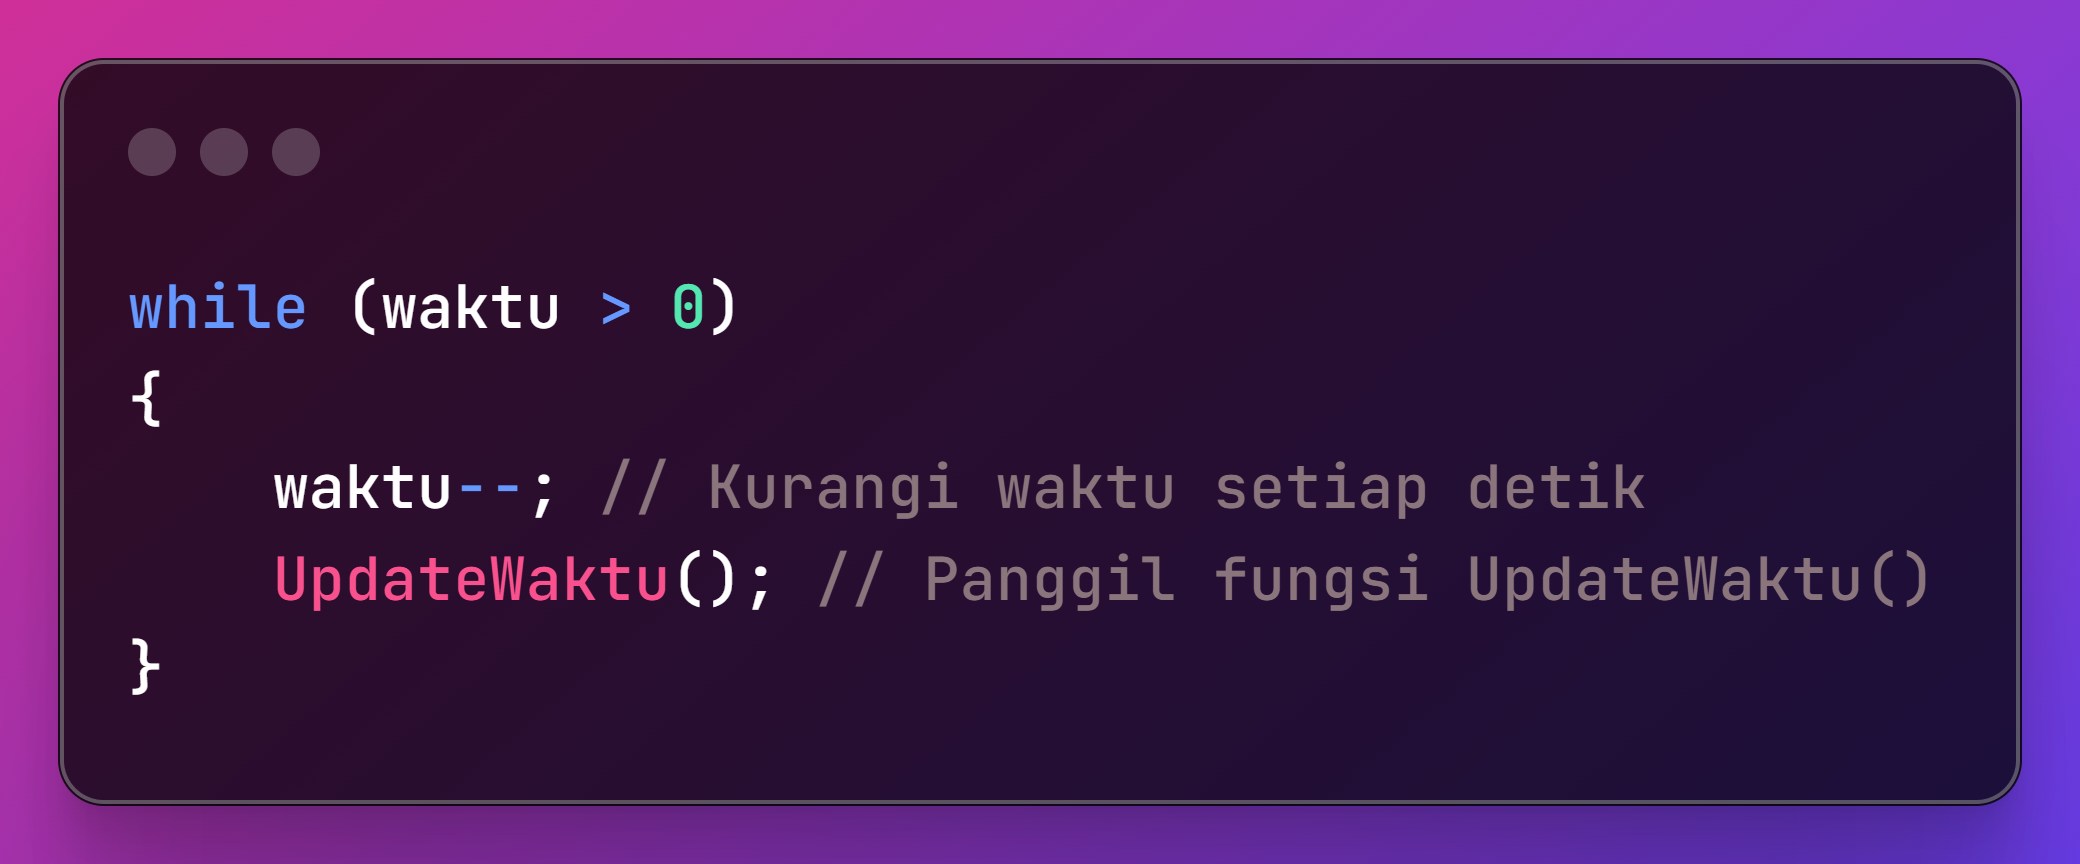 while (waktu > 0)
{
    waktu--; // Kurangi waktu setiap detik
    UpdateWaktu(); // Panggil fungsi UpdateWaktu()
}